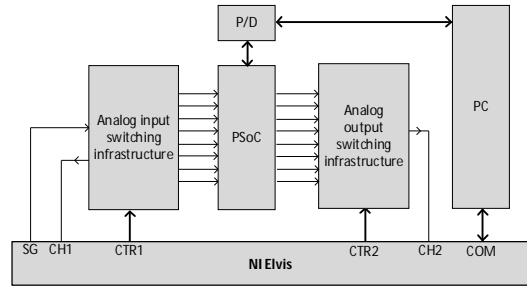 P/D
Analog input
switching
infrastructure
PSoC
Analog
output
switching
infrastructure
PC
SG CH1 CTR1 CTR2 CH2 COM
NI Elvis